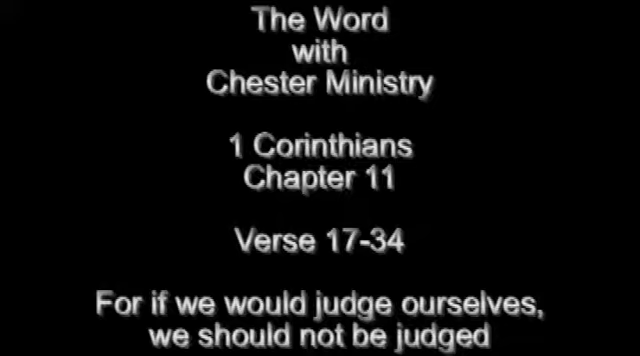 The Word
with
Chester Ministry
1 Corinthians
Chapter 11
Verse 17-34
For if we would judge ourselves,
we should not be judged